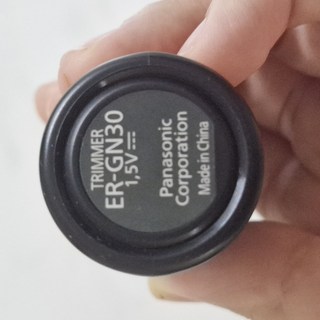 TRIMMER
ER-GN30
1,5V ⎓
Panasonic
Corporation
Made in China